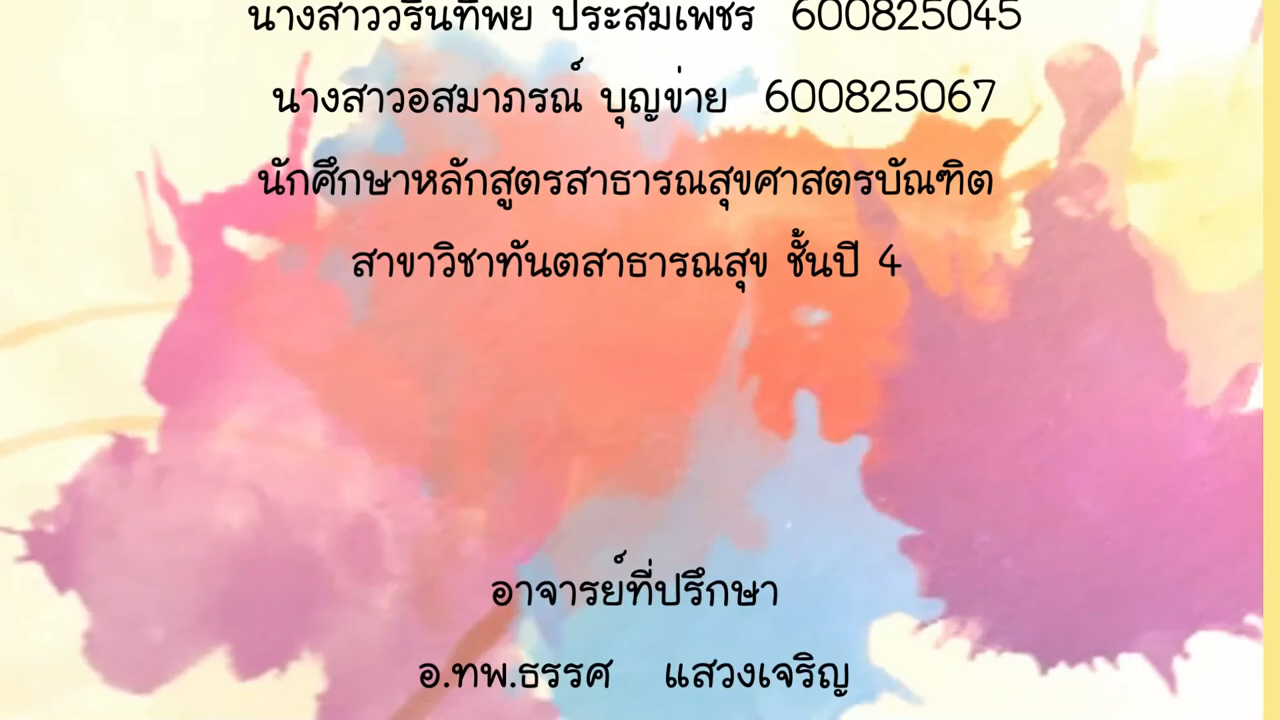 นางสาววรินทิพย์ ประสมเพชร 600825045
นางสาวอสมาภรณ์ บุญข่าย 600825067
นักศึกษาหลักสูตรสาธารณสุขศาสตรบัณฑิต
สาขาวิชาทันตสาธารณสุข ชั้นปี 4
อาจารย์ที่ปรึกษา
อ.ทพ.ธรรศ แสวงเจริญ